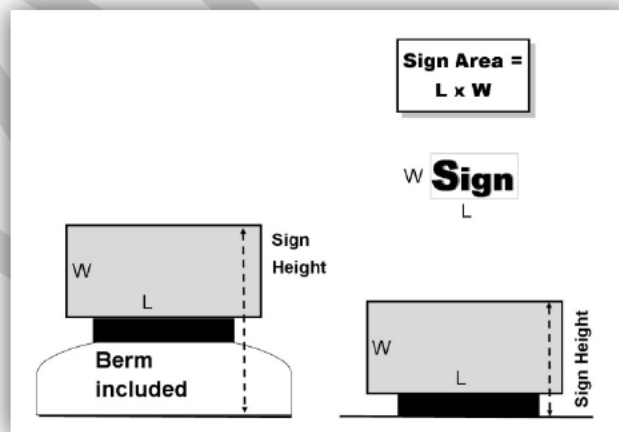 Sign Area =
L x W
W Sign
L
Sign
Height
W
L
Berm
included
W
L
Sign Height